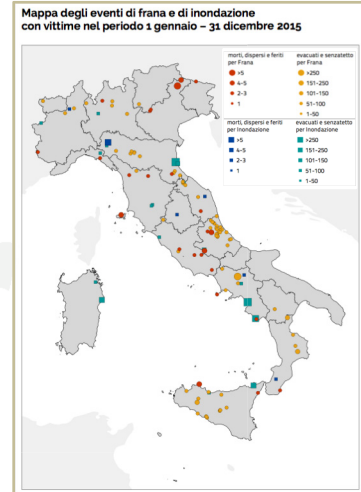 Mappa degli eventi di frana e di inondazione
con vittime nel periodo 1 gennaio – 31 dicembre 2015
morti, dispersi e feriti
per Frana
>5
4-5
2-3
1
evacuati e senzatetto
per Frana
>250
151-250
101-150
51-100
1-50
morti, dispersi e feriti
per Inondazione
>5
4-5
2-3
1
evacuati e senzatetto
per Inondazione
>250
151-250
101-150
51-100
1-50